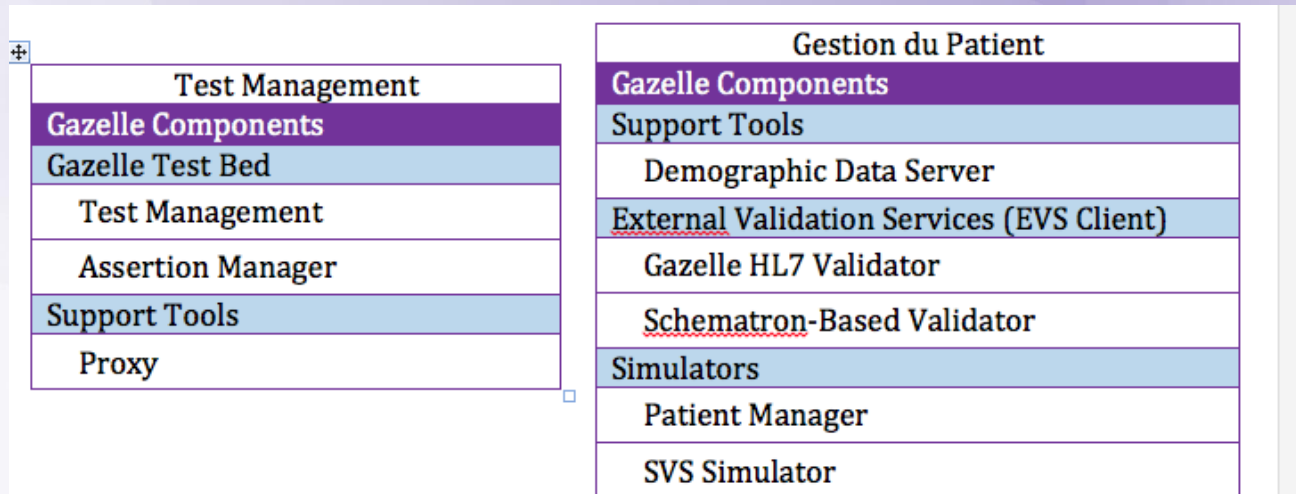 Test Management
Gazelle Components
Gazelle Test Bed
Test Management
Assertion Manager
Support Tools
Proxy
Gestion du Patient
Gazelle Components
Support Tools
Demographic Data Server
External Validation Services (EVS Client)
Gazelle HL7 Validator
Schematron-Based Validator
Simulators
Patient Manager
SVS Simulator